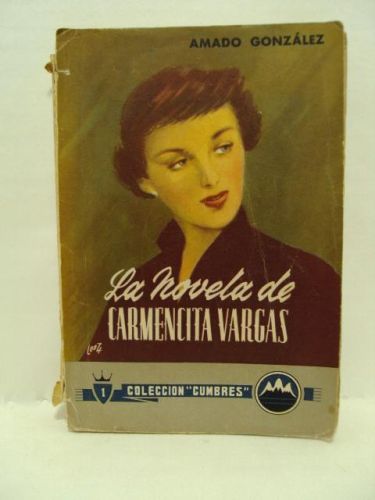 AMADO GONZÁLEZ
La novela de
CARMENCITA VARGAS
1 COLECCION "CUMBRES"